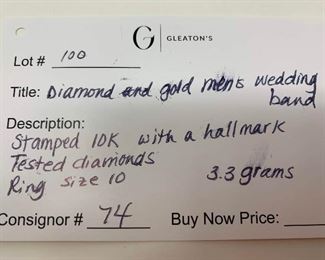 G | GLEATON'S
Lot # 100
Title: Diamond and gold men's wedding
band
Description:
Stamped 10K with a hallmark
Tested diamonds
Ring size 10 3.3 grams
Consignor # 74 Buy Now Price: